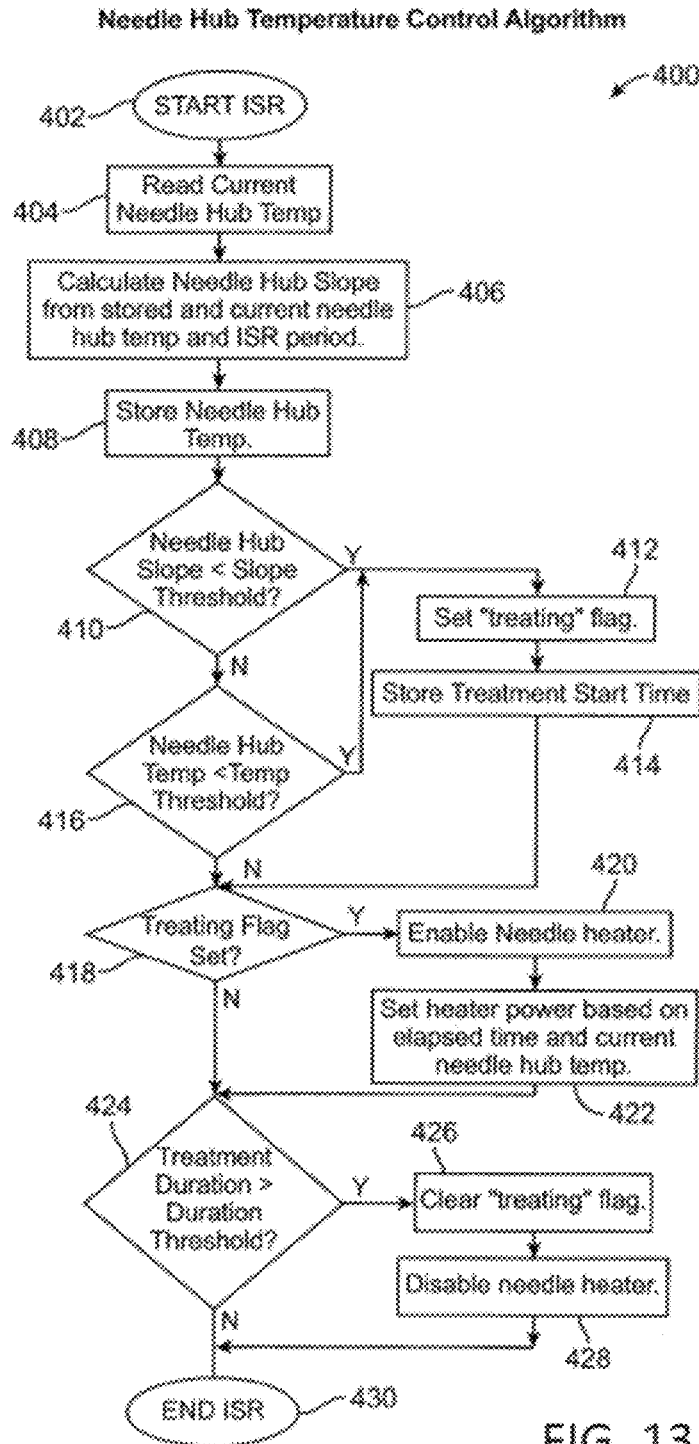 Needle Hub Temperature Control Algorithm
400
402
START ISR
404
Read Current
Needle Hub Temp
Calculate Needle Hub Slope
from stored and current needle
hub temp and ISR period.
406
408
Store Needle Hub
Temp.
Needle Hub
Slope < Slope
Threshold?
410
Y
N
412
Set "treating" flag.
Store Treatment Start Time
414
Needle Hub
Temp <Temp
Threshold?
416
Y
N
Treating Flag
Set?
418
Y
N
420
Enable Needle heater.
Set heater power based on
elapsed time and current
needle hub temp.
422
424
Treatment
Duration >
Duration
Threshold?
Y
N
426
Clear "treating" flag.
Disable needle heater.
428
END ISR
430
FIG. 13